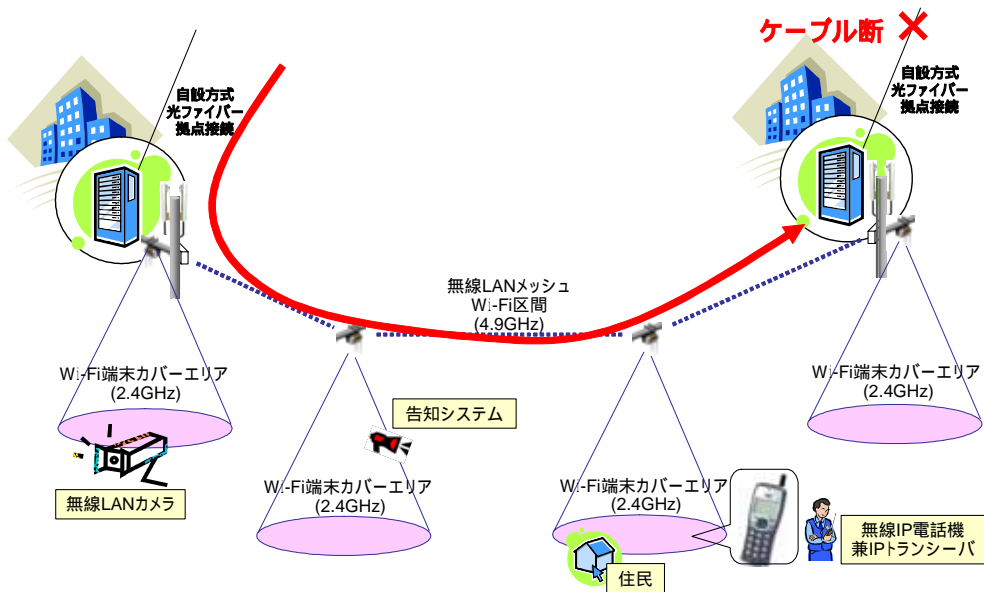 ケーブル断
自設方式
光ファイバー
拠点接続
自設方式
光ファイバー
拠点接続
無線LANメッシュ
Wi-Fi区間
(4.9GHz)
Wi-Fi端末カバーエリア
(2.4GHz)
Wi-Fi端末カバーエリア
(2.4GHz)
告知システム
無線LANカメラ
Wi-Fi端末カバーエリア
(2.4GHz)
Wi-Fi端末カバーエリア
(2.4GHz)
無線IP電話機
兼IPトランシーバ
住民